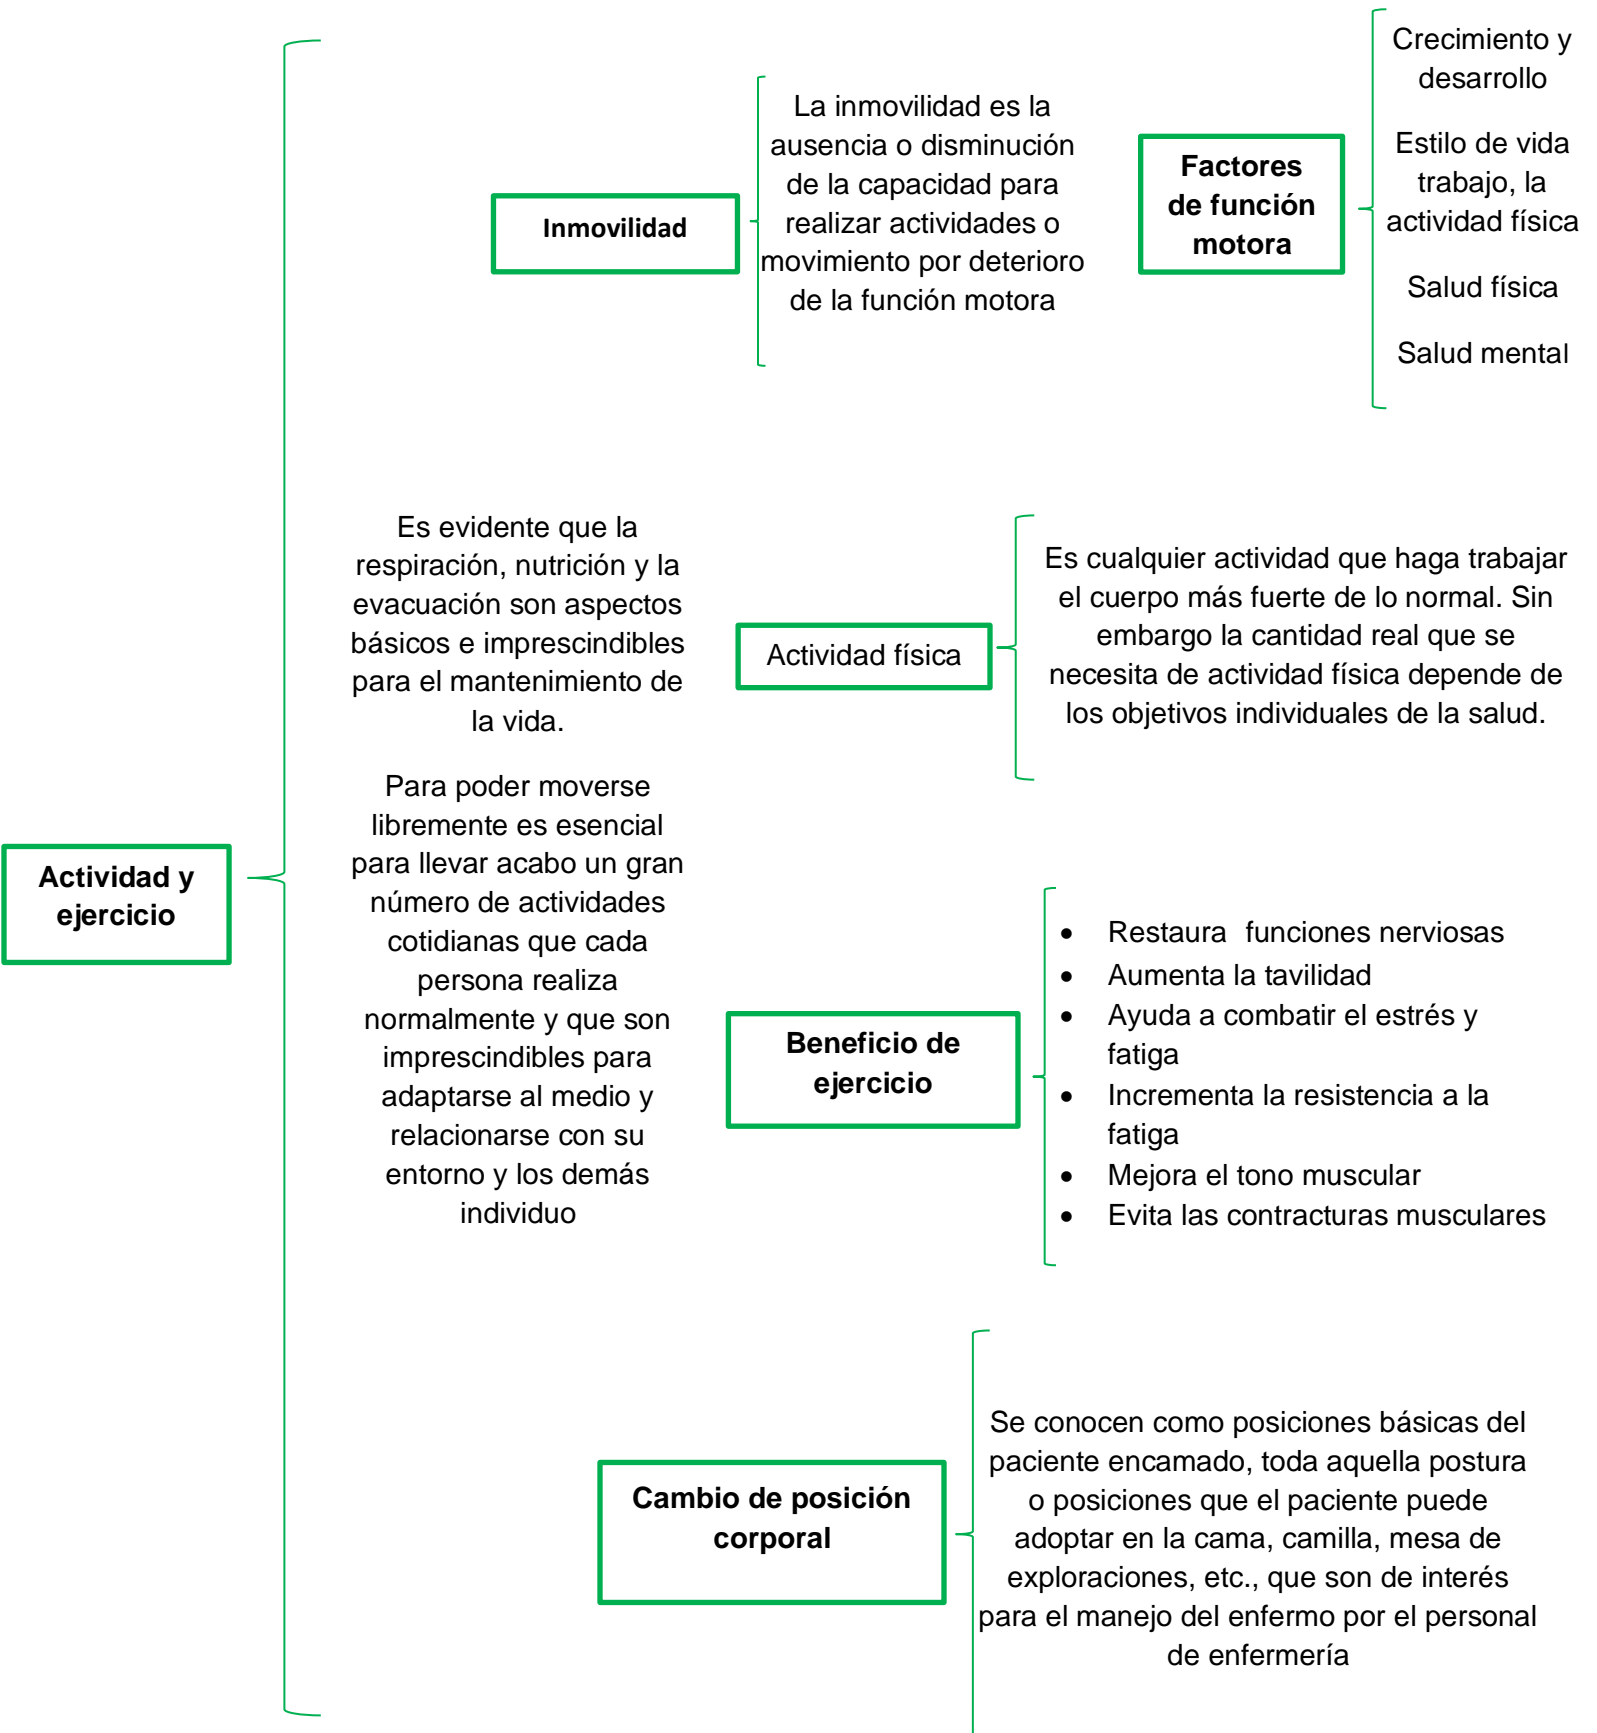 Actividad y
ejercicio
Es evidente que la
respiración, nutrición y la
evacuación son aspectos
básicos e imprescindibles
para el mantenimiento de
la vida.
Para poder moverse
libremente es esencial
para llevar acabo un gran
número de actividades
cotidianas que cada
persona realiza
normalmente y que son
imprescindibles para
adaptarse al medio y
relacionarse con su
entorno y los demás
individuo
Inmovilidad
La inmovilidad es la
ausencia o disminución
de la capacidad para
realizar actividades o
movimiento por deterioro
de la función motora
Factores
de función
motora
Crecimiento y
desarrollo
Estilo de vida
trabajo, la
actividad física
Salud física
Salud mental
Actividad física
Es cualquier actividad que haga trabajar
el cuerpo más fuerte de lo normal. Sin
embargo la cantidad real que se
necesita de actividad física depende de
los objetivos individuales de la salud.
Beneficio de
ejercicio
• Restaura funciones nerviosas
• Aumenta la tavilidad
• Ayuda a combatir el estrés y
fatiga
• Incrementa la resistencia a la
fatiga
• Mejora el tono muscular
• Evita las contracturas musculares
Cambio de posición
corporal
Se conocen como posiciones básicas del
paciente encamado, toda aquella postura
o posiciones que el paciente puede
adoptar en la cama, camilla, mesa de
exploraciones, etc., que son de interés
para el manejo del enfermo por el personal
de enfermería